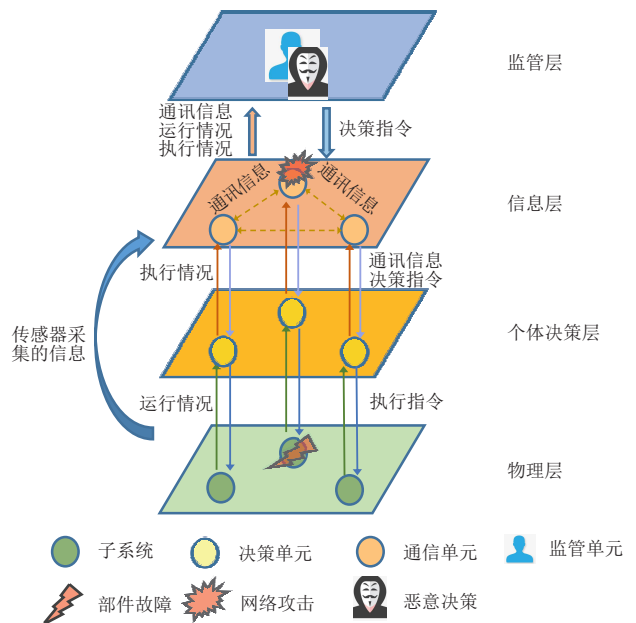 监管层
通讯信息
运行情况
执行情况
决策指令
通讯信息
通讯信息
信息层
执行情况
通讯信息
决策指令
传感器采
集的信息
个体决策层
运行情况
执行指令
物理层
子系统
决策单元
通信单元
监管单元
部件故障
网络攻击
恶意决策